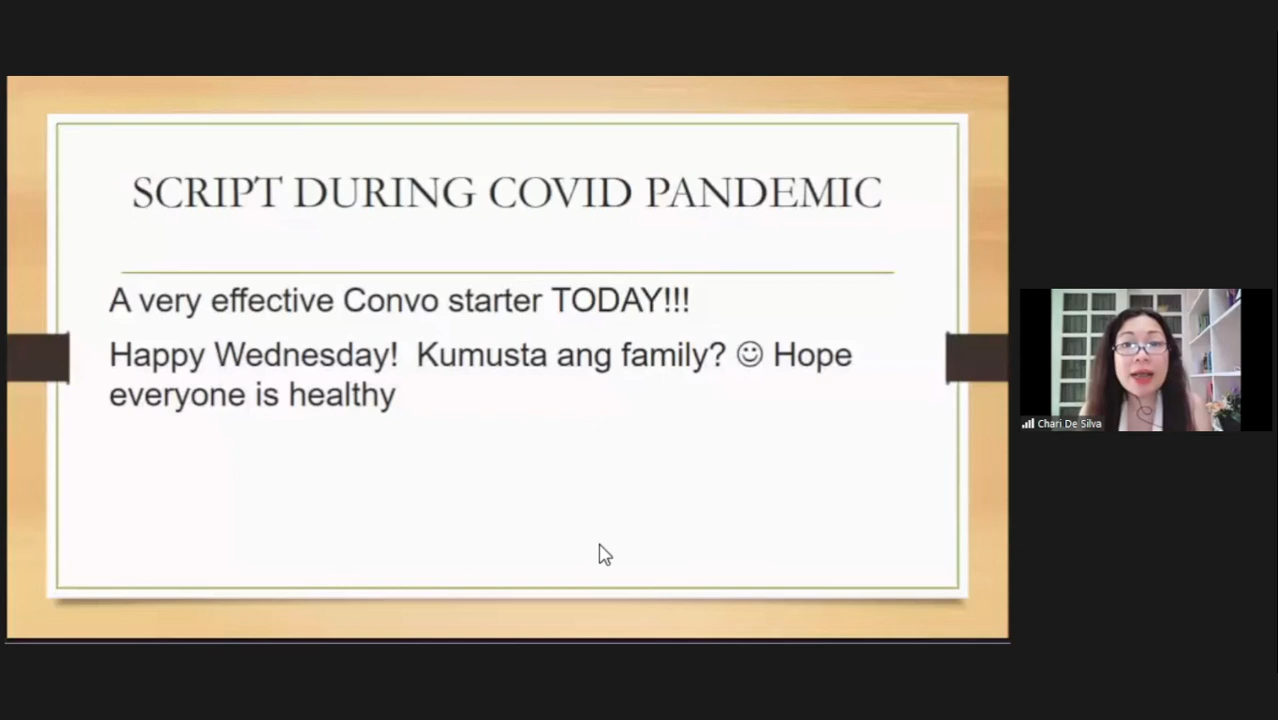 SCRIPT DURING COVID PANDEMIC
A very effective Convo starter TODAY!!!
Happy Wednesday!  Kumusta ang family? ☺ Hope
everyone is healthy
Chari De Silva